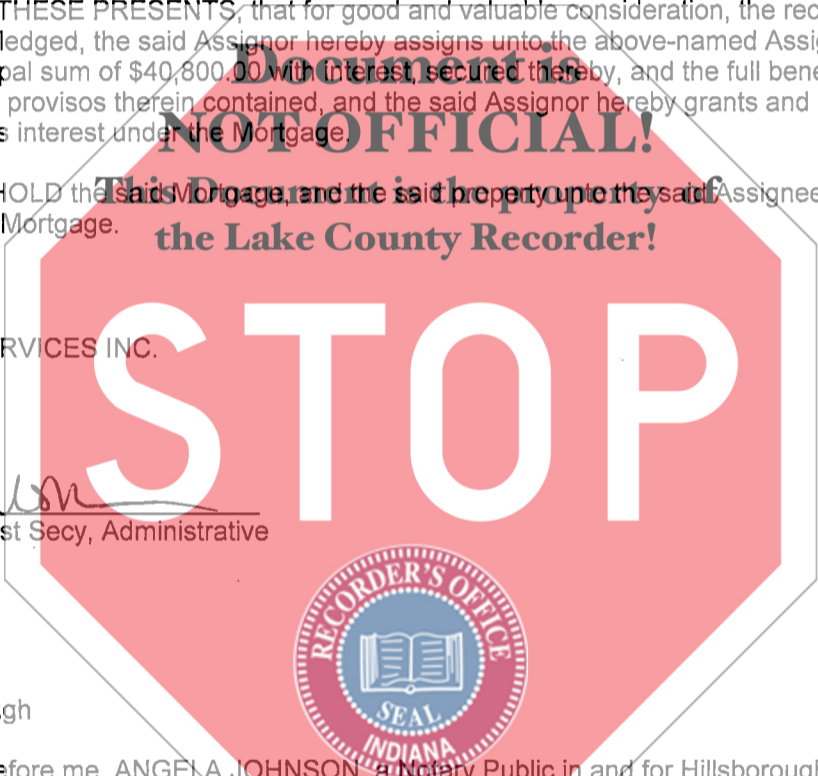 THESE PRESENTS, that for good and valuable consideration, the rec
ledged, the said Assignor hereby assigns unto the above-named Assig
pal sum of $40,800.00 with interest, secured thereby, and the full bene
provisos therein contained, and the said Assignor hereby grants and
s interest under the Mortgage.
Document is
NOT OFFICIAL!
HOLD the said Mortgage, and the said property unto the said Assignee
Mortgage.
This Document is the property of
the Lake County Recorder!
RVICES INC.
STOP
st Secy, Administrative
RECORDER'S OFFICE
SEAL
INDIANA
gh
efore me, ANGELA JOHNSON, a Notary Public in and for Hillsborough